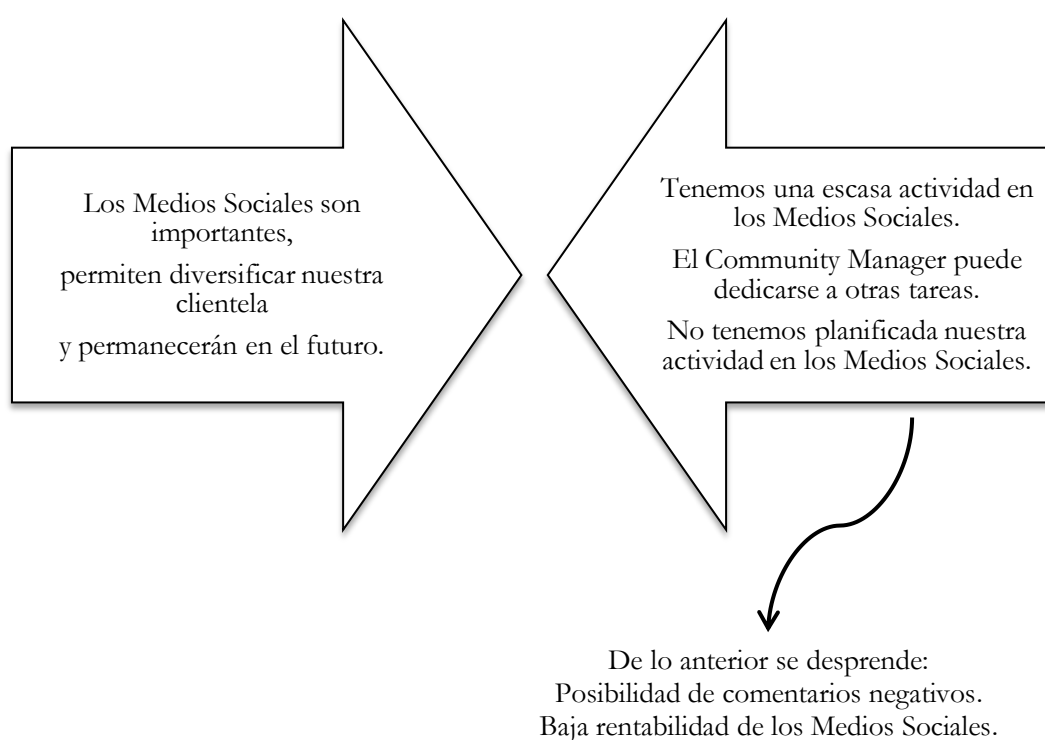 Los Medios Sociales son
importantes,
permiten diversificar nuestra
clientela
y permanecerán en el futuro.
Tenemos una escasa actividad en
los Medios Sociales.
El Community Manager puede
dedicarse a otras tareas.
No tenemos planificada nuestra
actividad en los Medios Sociales.
De lo anterior se desprende:
Posibilidad de comentarios negativos.
Baja rentabilidad de los Medios Sociales.